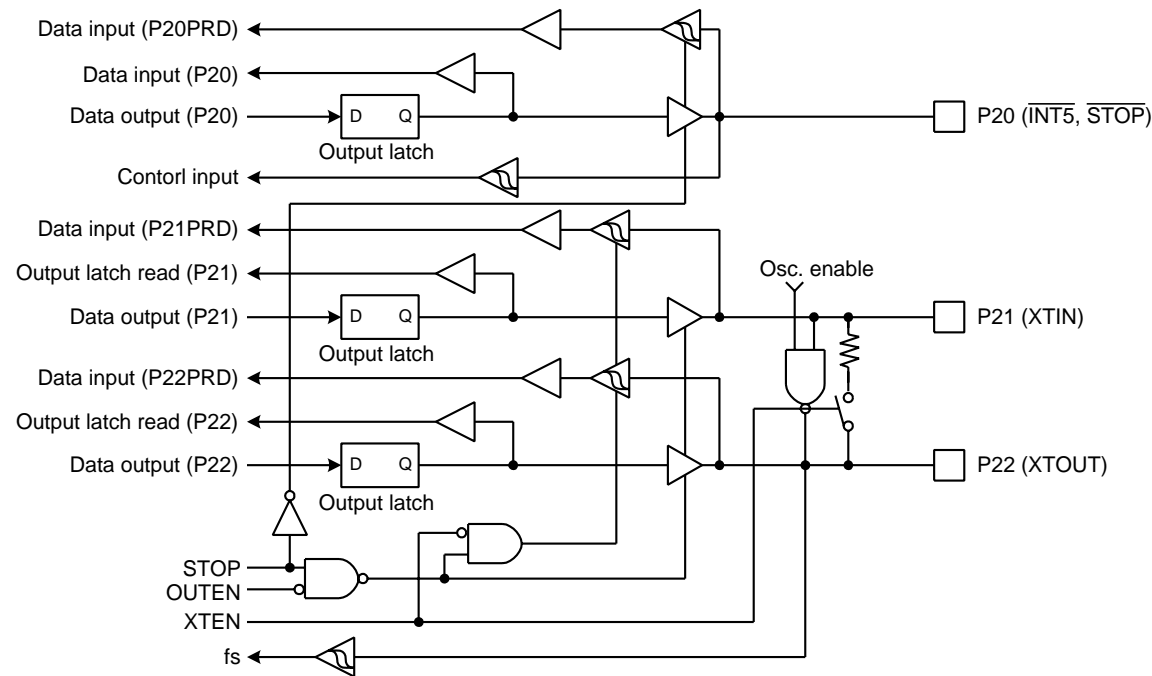 Data input (P20PRD)
Data input (P20)
Data output (P20)
D Q
Output latch
P20 (INT5, STOP)
Contorl input
Data input (P21PRD)
Output latch read (P21)
Osc. enable
Data output (P21)
D Q
Output latch
P21 (XTIN)
Data input (P22PRD)
Output latch read (P22)
Data output (P22)
D Q
Output latch
P22 (XTOUT)
STOP
OUTEN
XTEN
fs